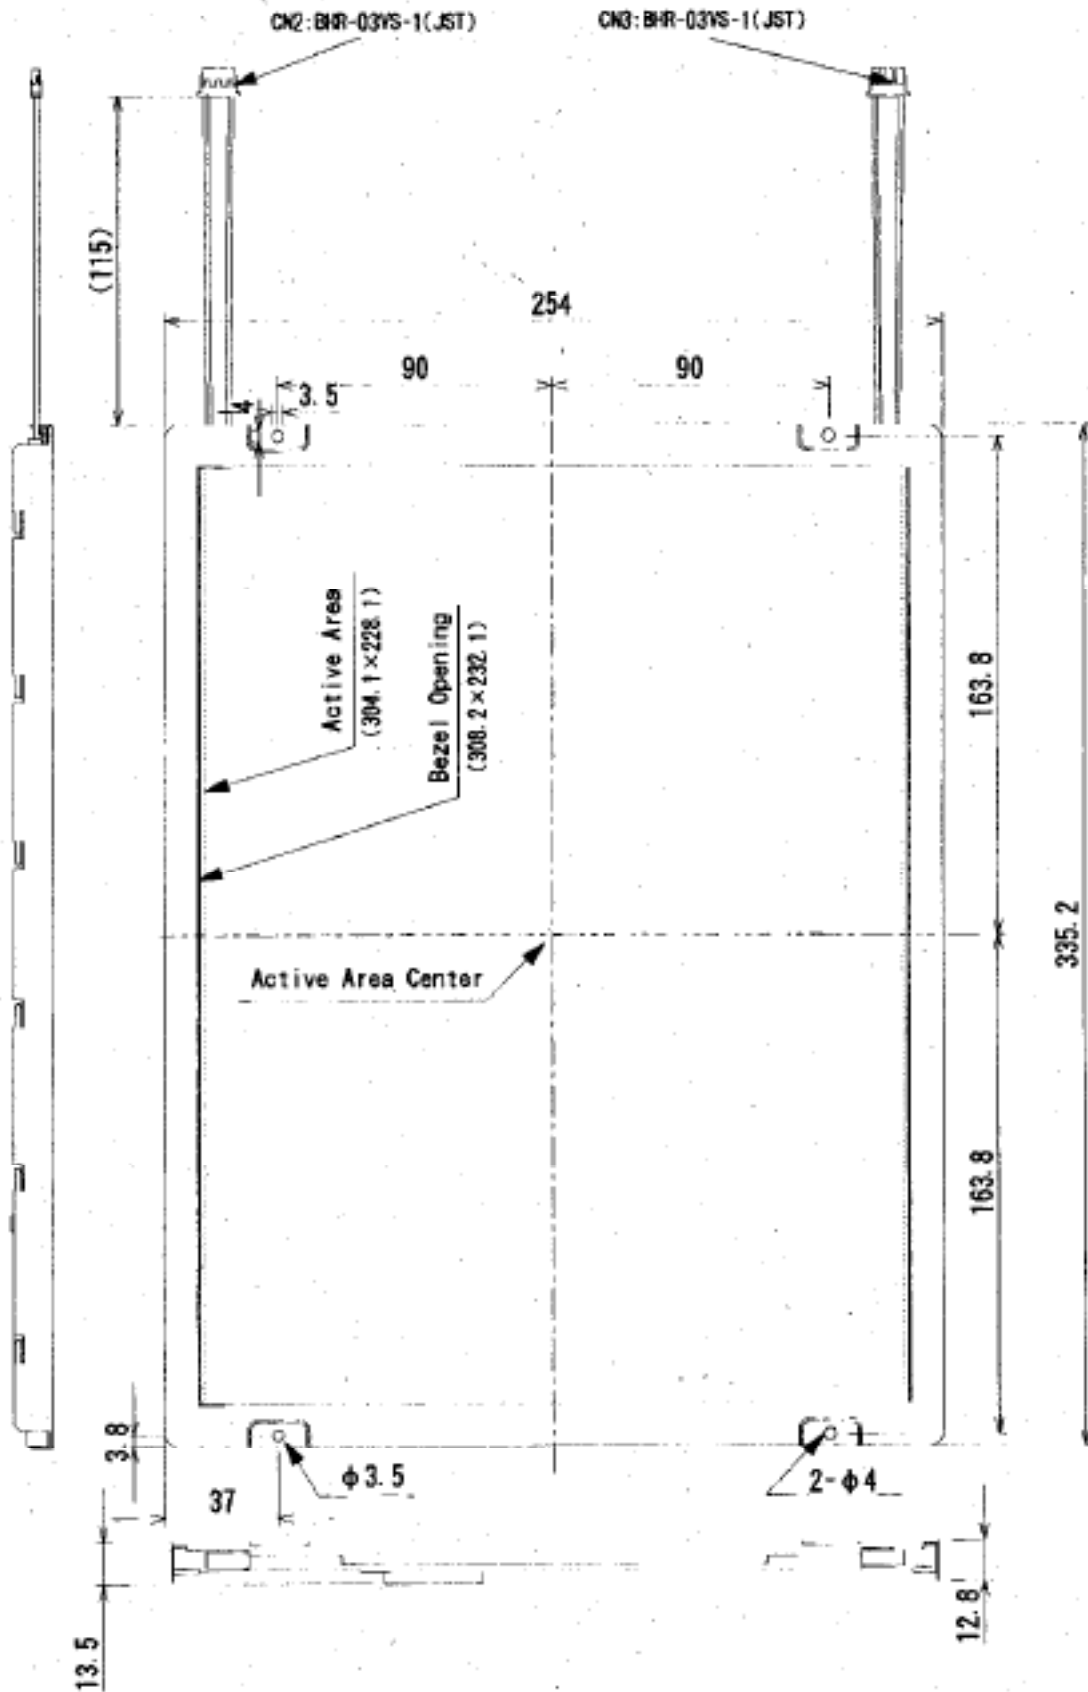 CN2:BHR-03VS-1(JST)
CN3:BHR-03VS-1(JST)
(115)
254
90
90
4
3.5
Active Area
(304.1×228.1)
Bezel Opening
(308.2×232.1)
163.8
335.2
Active Area Center
163.8
3.8
φ3.5
2-φ4
37
13.5
12.8